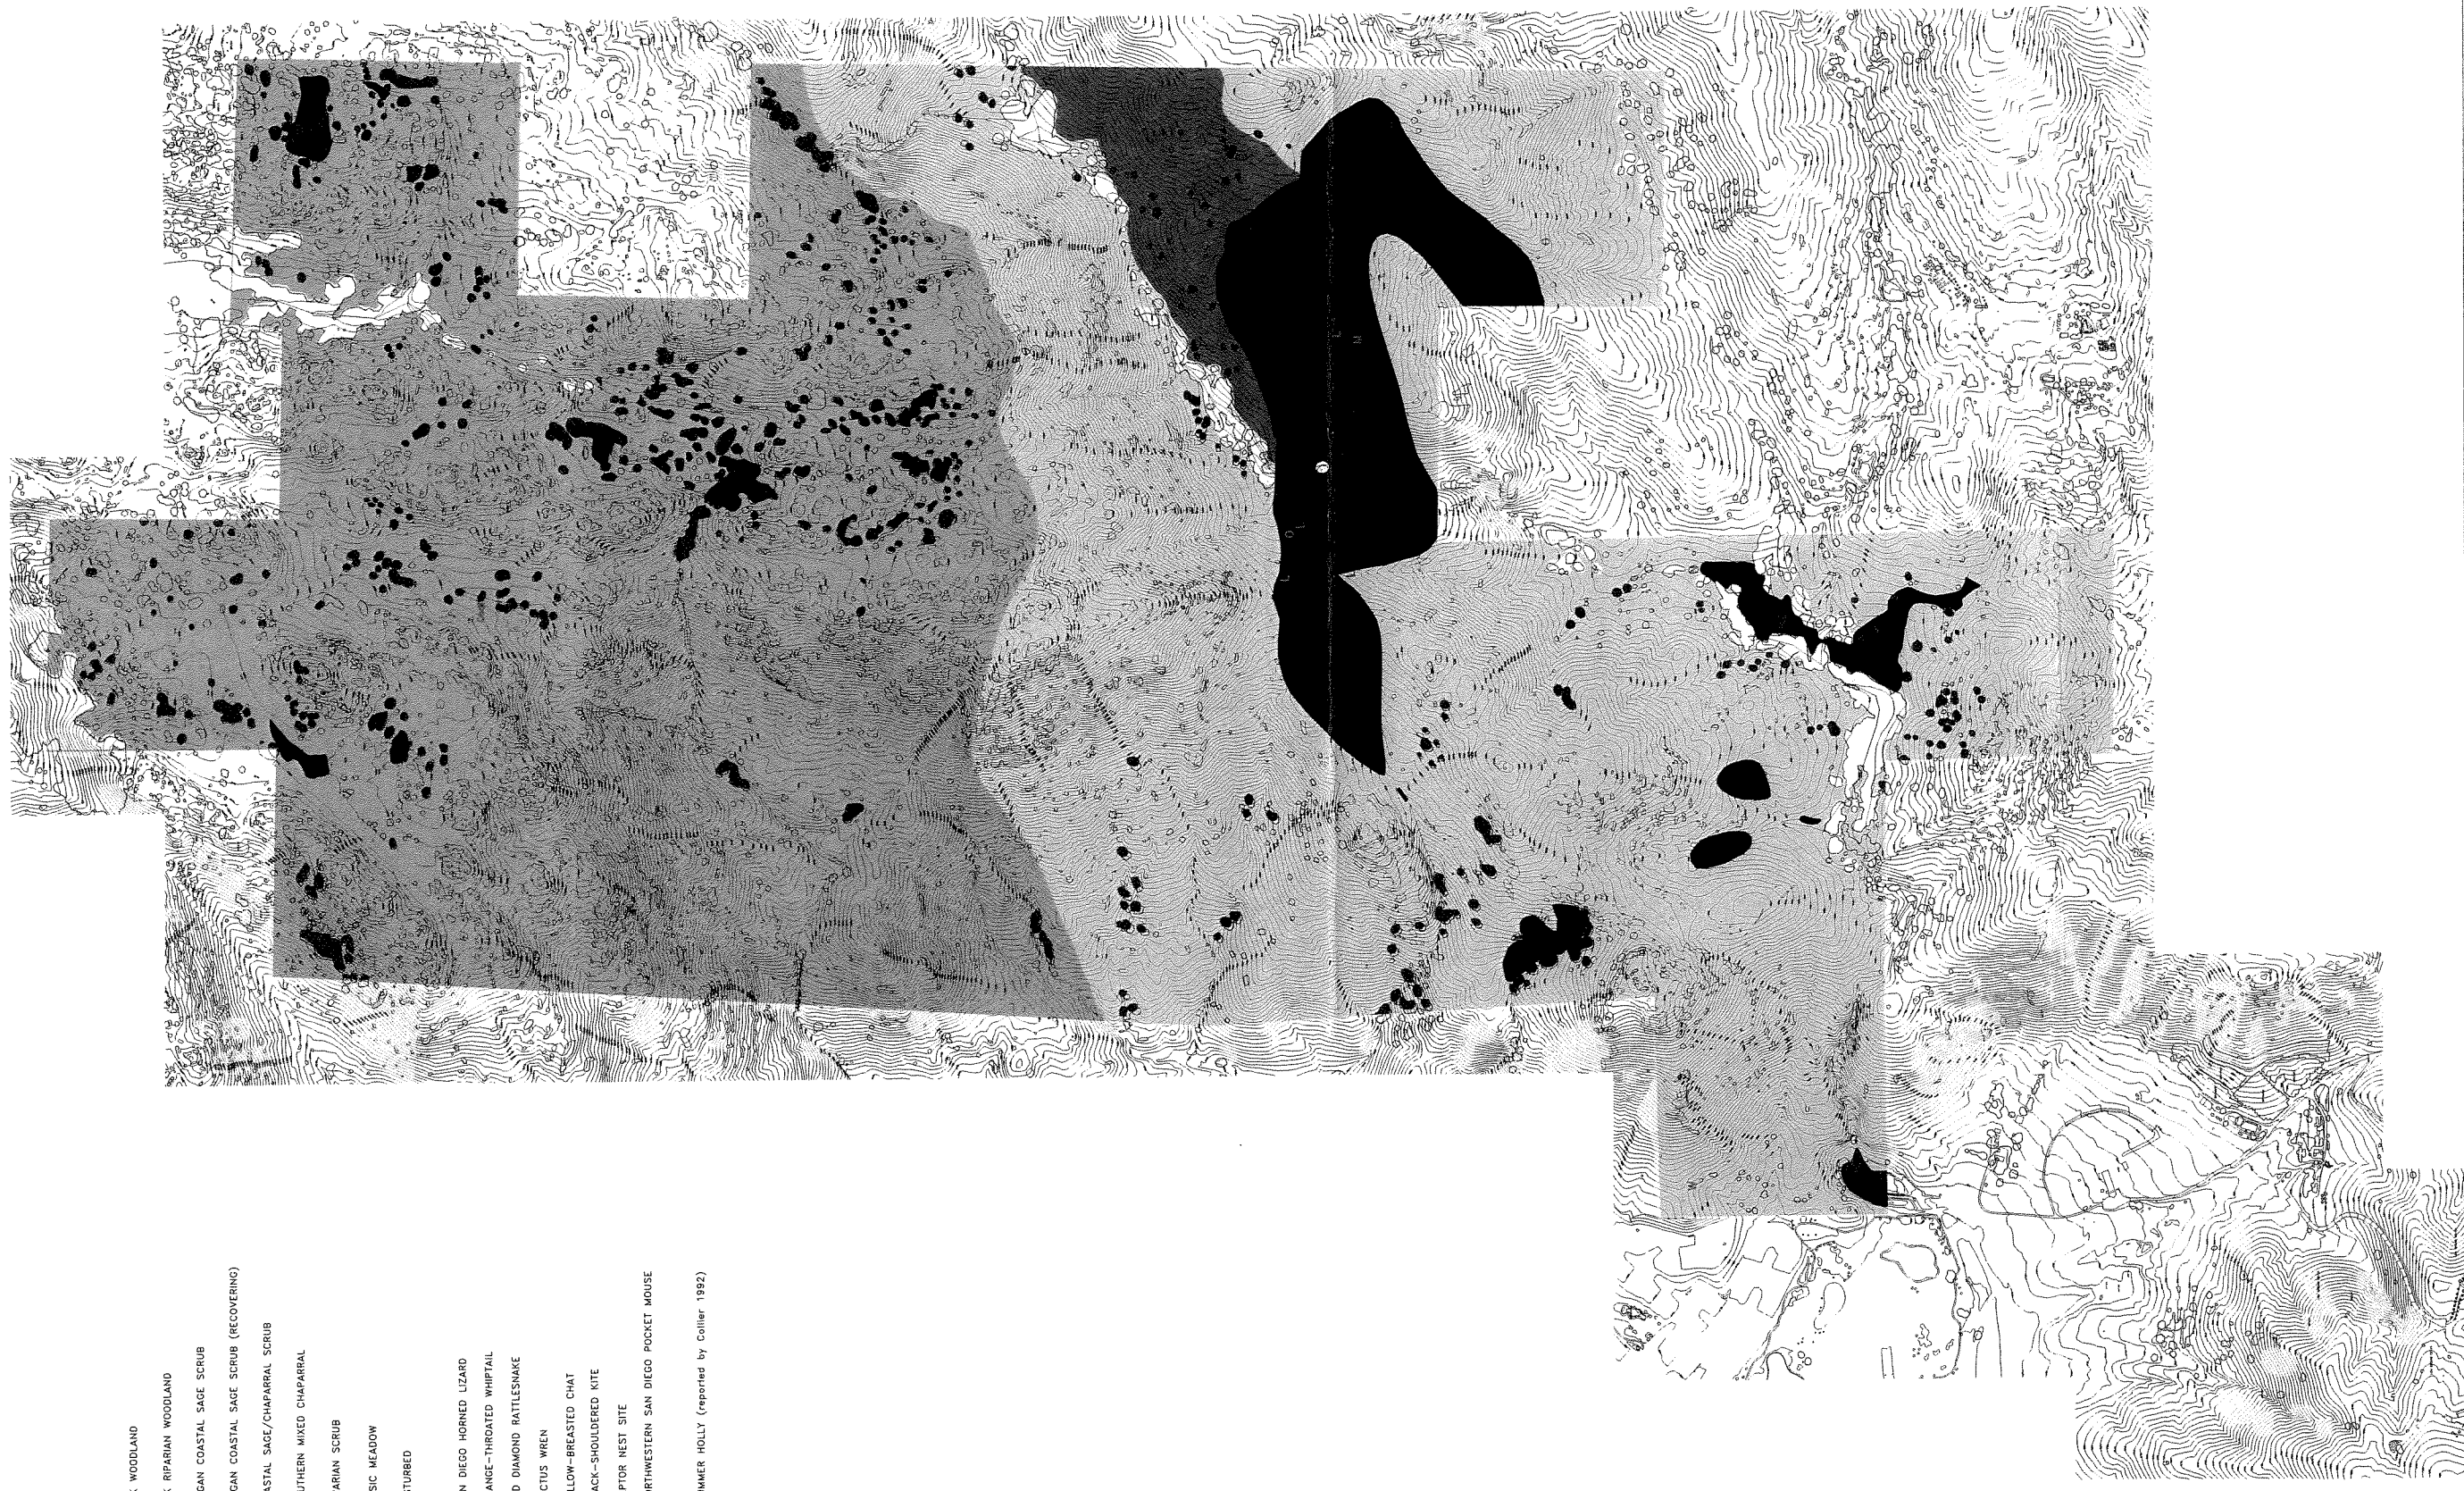 WOODLAND
RIPARIAN WOODLAND
GAN COASTAL SAGE SCRUB
GAN COASTAL SAGE SCRUB (RECOVERING)
ASTAL SAGE/CHAPARRAL SCRUB
UTHERN MIXED CHAPARRAL
ARIAN SCRUB
SIC MEADOW
STURBED
N DIEGO HORNED LIZARD
ANGE-THROATED WHIPTAIL
D DIAMOND RATTLESNAKE
CTUS WREN
LLOW-BREASTED CHAT
ACK-SHOULDERED KITE
PTOR NEST SITE
ORTHWESTERN SAN DIEGO POCKET MOUSE
UMMER HOLLY (reported by Collier 1992)